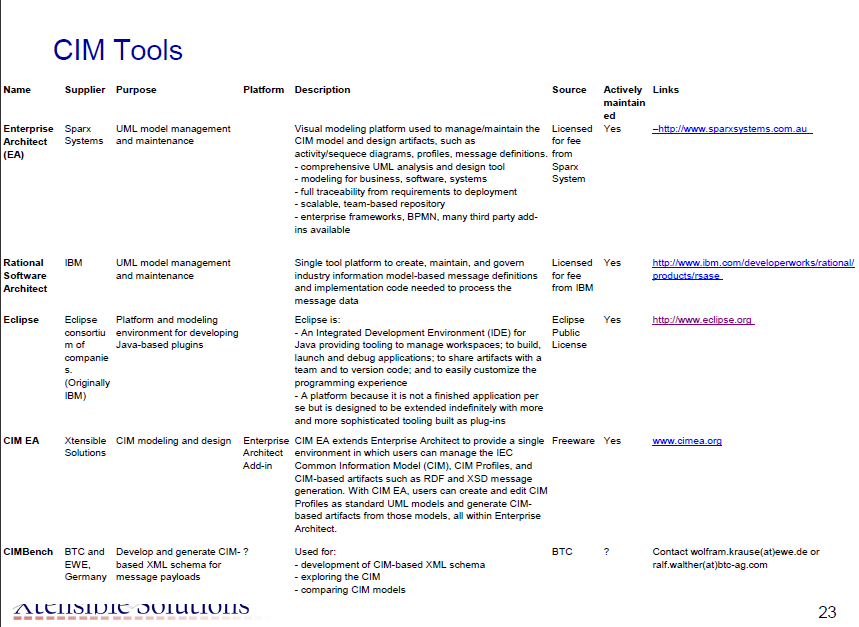 CIM Tools
Name Supplier Purpose Platform Description Source Actively maintain ed Links
Enterprise Architect (EA)
Sparx Systems
UML model management and maintenance
Visual modeling platform used to manage/maintain the
CIM model and design artifacts, such as
activity/sequece diagrams, profiles, message definitions.
- comprehensive UML analysis and design tool
- modeling for business, software, systems
- full traceability from requirements to deployment
- scalable, team-based repository
- enterprise frameworks, BPMN, many third party add-
ins available
Licensed for fee from Sparx System
Yes
--http://www.sparxsystems.com.au
Rational Software Architect
IBM
UML model management and maintenance
Single tool platform to create, maintain, and govern
industry information model-based message definitions
and implementation code needed to process the
message data
Licensed for fee from IBM
Yes
http://www.ibm.com/developerworks/rational/
products/rsase
Eclipse
Eclipse consortiu m of companie s. (Originally IBM)
Platform and modeling environment for developing Java-based plugins
Eclipse is:
- An Integrated Development Environment (IDE) for
Java providing tooling to manage workspaces; to build,
launch and debug applications; to share artifacts with a
team and to version code; and to easily customize the
programming experience
- A platform because it is not a finished application per
se but is designed to be extended indefinitely with more
and more sophisticated tooling built as plug-ins
Eclipse Public License
Yes
http://www.eclipse.org
CIM EA
Xtensible Solutions
CIM modeling and design
Enterprise Architect Add-in
CIM EA extends Enterprise Architect to provide a single
environment in which users can manage the IEC
Common Information Model (CIM), CIM Profiles, and
CIM-based artifacts such as RDF and XSD message
generation. With CIM EA, users can create and edit CIM
Profiles as standard UML models and generate CIM-
based artifacts from those models, all within Enterprise
Architect.
Freeware
Yes
www.cimea.org
CIMBench
BTC and EWE, Germany
Develop and generate CIM-based XML schema for message payloads
?
Used for:
- development of CIM-based XML schema
- exploring the CIM
- comparing CIM models
BTC
?
Contact wolfram.krause(at)ewe.de or
ralf.walther(at)btc-ag.com
Xtensible Solutions
23